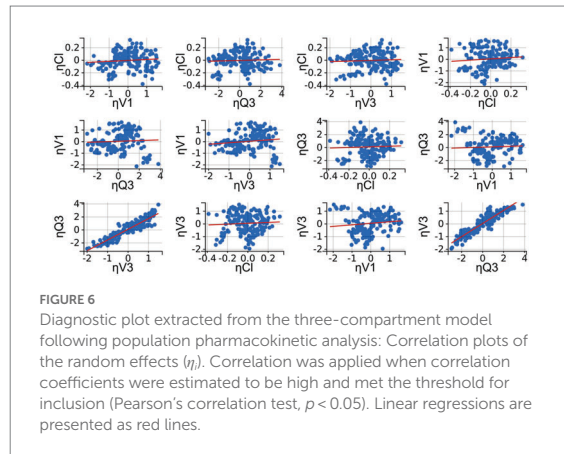 ηCl
0.2
0
-0.2
-0.4
-2 -1 0 1
ηV1
ηCl
0.2
0
-0.2
-0.4
-2 0 2 4
ηQ3
ηCl
0.2
0
-0.2
-0.4
-2 -1 0 1
ηV3
ηV1
1
0
-1
-2
-0.4 -0.2 0.0 0.2
ηCl
ηV1
1
0
-1
-2
-2 0 2 4
ηQ3
ηV1
1
0
-1
-2
-2 -1 0 1
ηV3
ηQ3
4
2
0
-2
-0.4 -0.2 0.0 0.2
ηCl
ηQ3
4
2
0
-2
-2 -1 0 1
ηV1
ηQ3
4
2
0
-2
-2 -1 0 1
ηV3
ηV3
1
0
-1
-2
-0.4 -0.2 0.0 0.2
ηCl
ηV3
1
0
-1
-2
-2 -1 0 1
ηV1
ηV3
1
0
-1
-2
-2 0 2 4
ηQ3
FIGURE 6
Diagnostic plot extracted from the three-compartment model
following population pharmacokinetic analysis: Correlation plots of
the random effects (ηi). Correlation was applied when correlation
coefficients were estimated to be high and met the threshold for
inclusion (Pearson's correlation test, p < 0.05). Linear regressions are
presented as red lines.